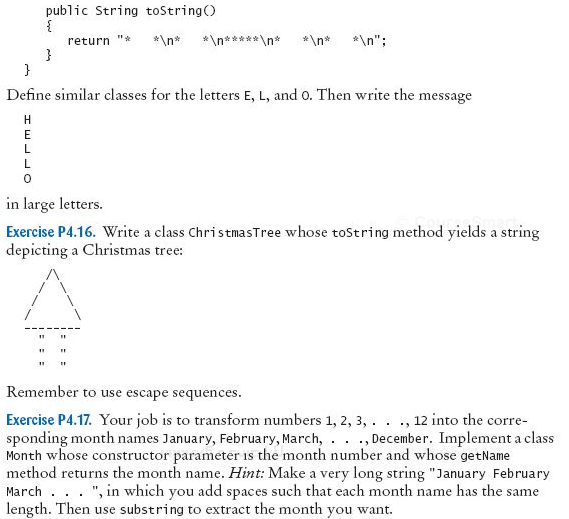 public String toString()
{
return "*   *\n*   *\n*****\n*   *\n*   *\n";
}
}
Define similar classes for the letters E, L, and O. Then write the message
H
E
L
L
O
in large letters.
Exercise P4.16. Write a class ChristmasTree whose toString method yields a string
depicting a Christmas tree:
/\
/  \
/    \
/      \
--------
"  "
"  "
"  "
Remember to use escape sequences.
Exercise P4.17. Your job is to transform numbers 1, 2, 3, . . ., 12 into the corre-
sponding month names January, February, March, . . ., December. Implement a class
Month whose constructor parameter is the month number and whose getName
method returns the month name. Hint: Make a very long string "January February
March . . . ", in which you add spaces such that each month name has the same
length. Then use substring to extract the month you want.